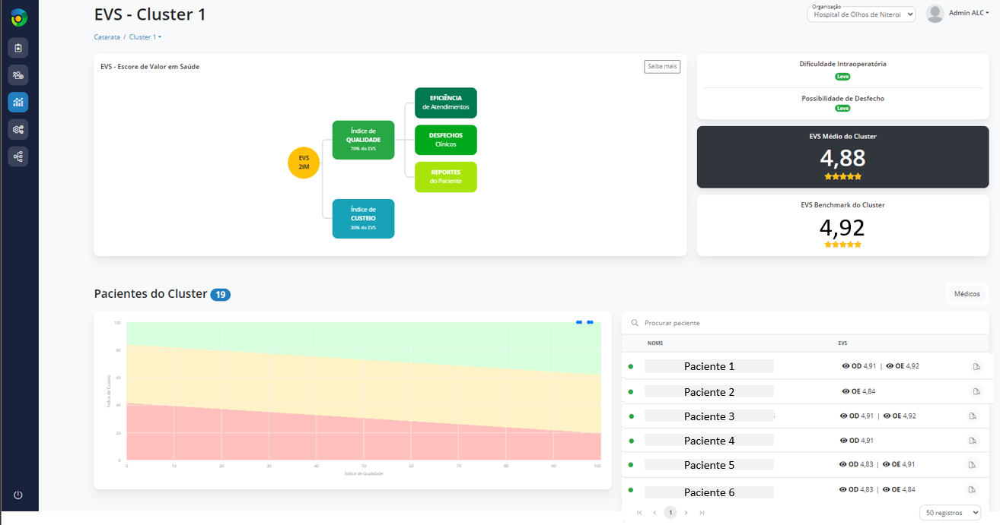 EVS - Cluster 1
Organização
Hospital de Olhos de Niteroi
Admin ALC
Catarata / Cluster 1
EVS - Escore de Valor em Saúde
Saiba mais
EFICIÊNCIA
de Atendimentos
Índice de
QUALIDADE
70% do EVS
DESFECHOS
Clínicos
EVS
2iM
REPORTES
do Paciente
Índice de
CUSTEIO
30% do EVS
Dificuldade Intraoperatória
Leve
Possibilidade de Desfecho
Leve
EVS Médio do Cluster
4,88
EVS Benchmark do Cluster
4,92
Pacientes do Cluster 19
Médicos
100
80
60
40
20
0
Índice de Custeio
0 10 20 30 40 50 60 70 80 90 100
Índice de Qualidade
Procurar paciente
NOME EVS
Paciente 1 OD 4,91 | OE 4,92
Paciente 2 OE 4,84
Paciente 3 OD 4,91 | OE 4,92
Paciente 4 OD 4,91
Paciente 5 OD 4,83 | OE 4,91
Paciente 6 OD 4,83 | OE 4,84
1
50 registros